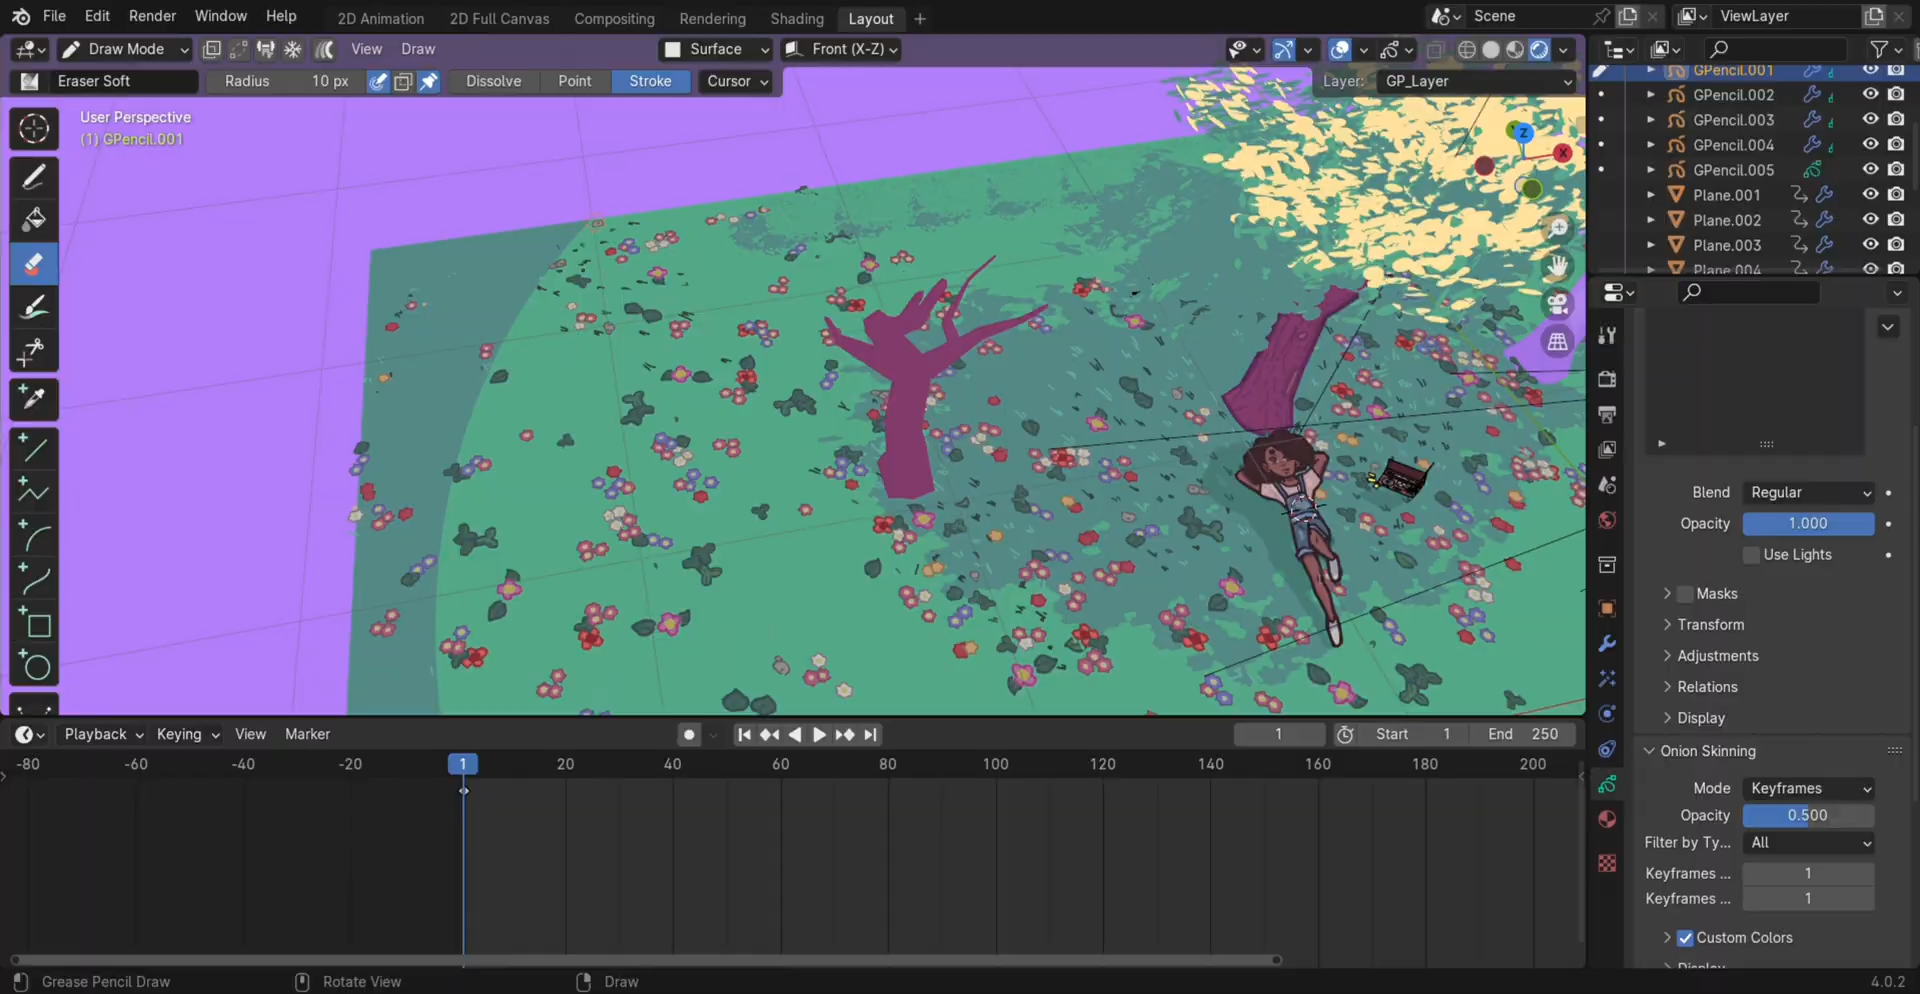 File Edit Render Window Help 2D Animation 2D Full Canvas Compositing Rendering Shading Layout + Scene ViewLayer
Draw Mode View Draw Surface Front (X-Z)
Eraser Soft Radius 10 px Dissolve Point Stroke Cursor Layer: GP_Layer
User Perspective
(1) GPencil.001
Z
X
GPencil.001
GPencil.002
GPencil.003
GPencil.004
GPencil.005
Plane.001
Plane.002
Plane.003
Plane.004
Blend Regular
Opacity 1.000
Use Lights
Masks
Transform
Adjustments
Relations
Display
Onion Skinning
Mode Keyframes
Opacity 0.500
Filter by Ty... All
Keyframes ... 1
Keyframes ... 1
Custom Colors
Display
Playback Keying View Marker 1 Start 1 End 250
-80 -60 -40 -20 1 20 40 60 80 100 120 140 160 180 200
Grease Pencil Draw Rotate View Draw 4.0.2